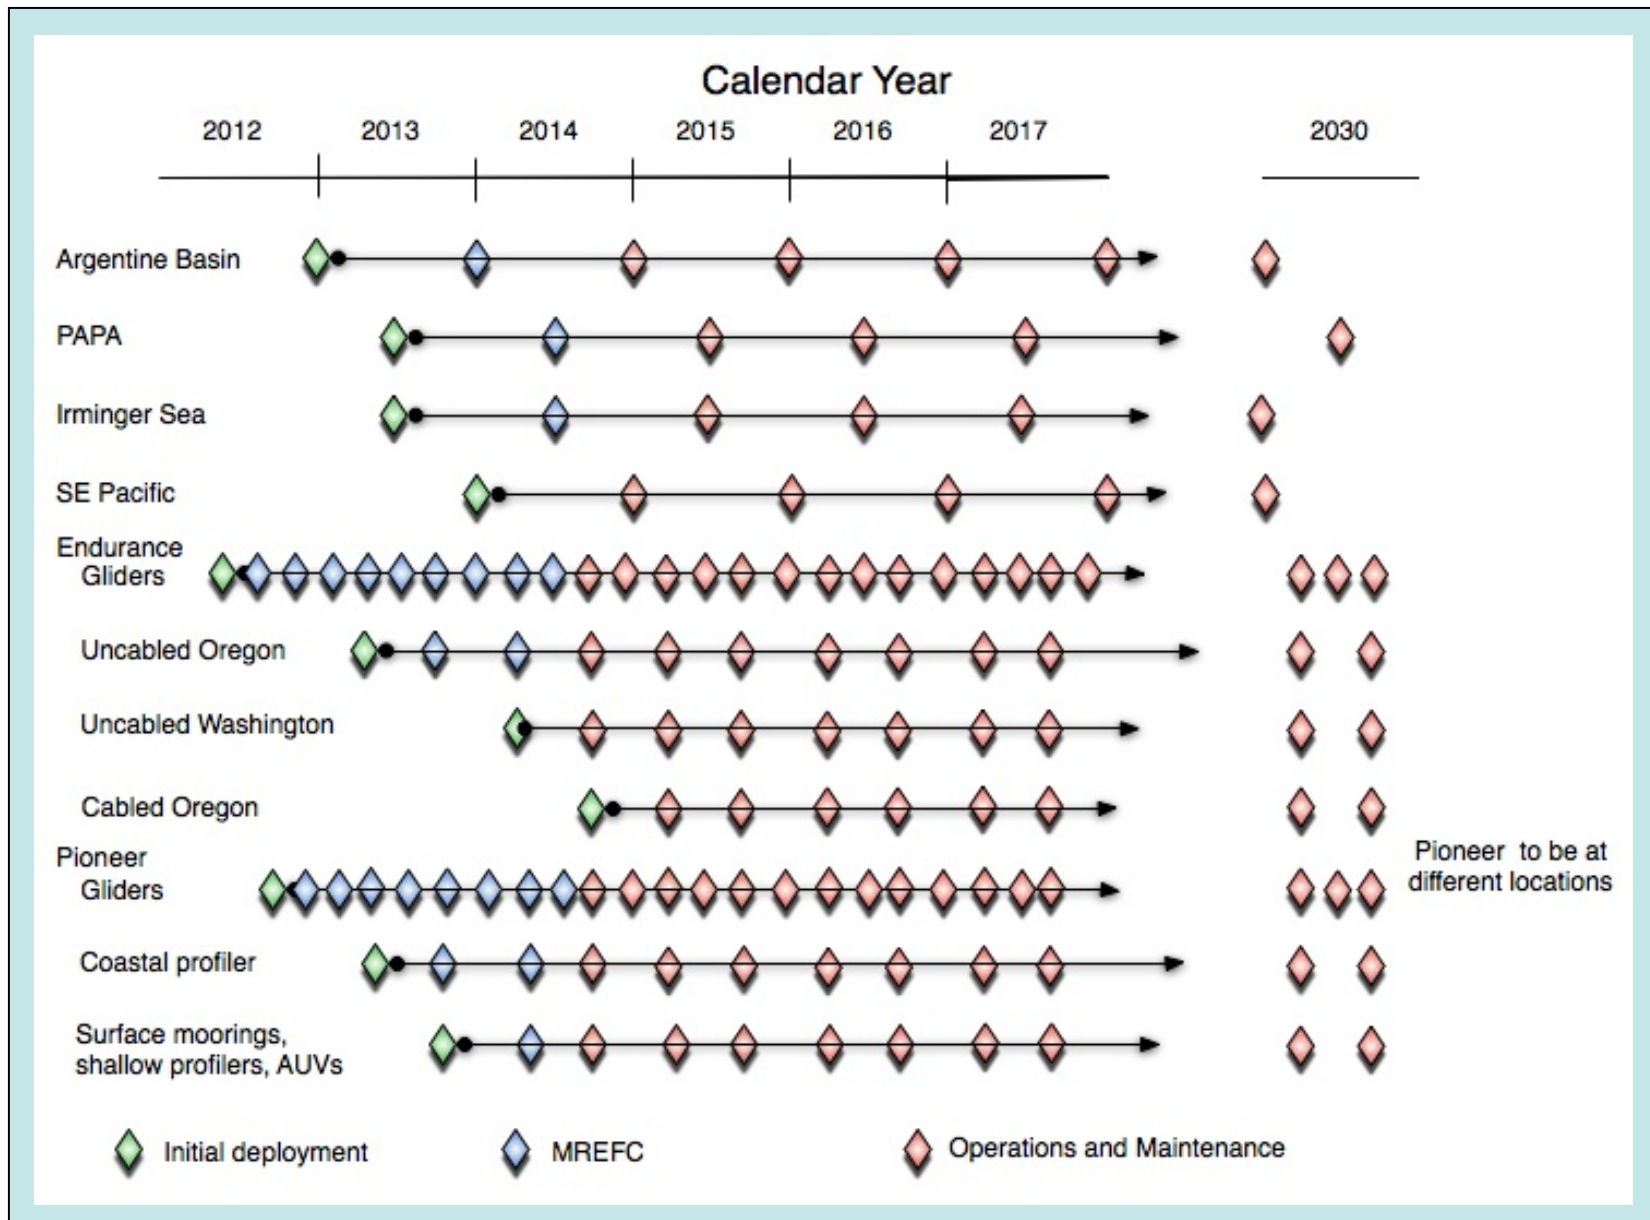 Calendar Year
2012 2013 2014 2015 2016 2017 2030
Argentine Basin
PAPA
Irminger Sea
SE Pacific
Endurance
Gliders
Uncabled Oregon
Uncabled Washington
Cabled Oregon
Pioneer
Gliders
Pioneer to be at
different locations
Coastal profiler
Surface moorings,
shallow profilers, AUVs
Initial deployment
MREFC
Operations and Maintenance